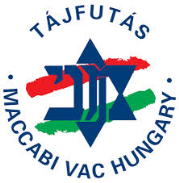 TÁJFUTÁS
· MACCABI VAC HUNGARY ·